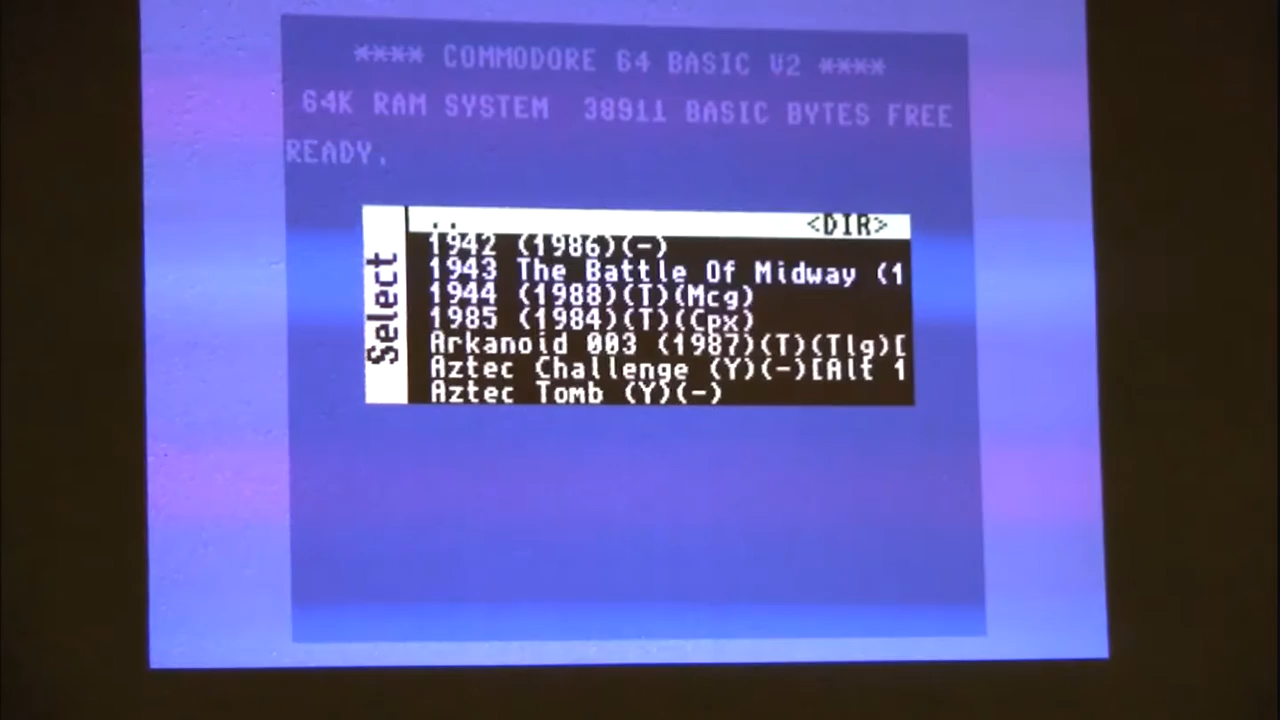 **** COMMODORE 64 BASIC V2 ****
64K RAM SYSTEM 38911 BASIC BYTES FREE
READY.
Select
.. <DIR>
1942 (1986)(-)
1943 The Battle Of Midway (1
1944 (1988)(T)(Mcg)
1985 (1984)(T)(Cpx)
Arkanoid 003 (1987)(T)(Tlg)[
Aztec Challenge (Y)(-)[Alt 1
Aztec Tomb (Y)(-)